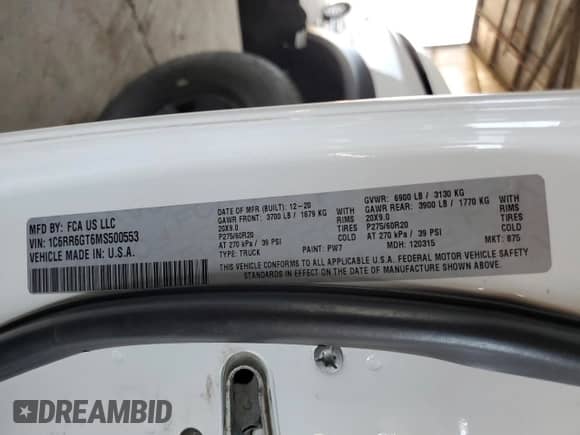 MFD BY: FCA US LLC
VIN: 1C6RR6GT6MS500553
VEHICLE MADE IN: U.S.A.
DATE OF MFR (BUILT): 12-20
GAWR FRONT: 3700 LB / 1679 KG WITH
20X9.0 RIMS
P275/60R20 TIRES
AT 270 kPa / 39 PSI COLD
TYPE: TRUCK PAINT: PW7
GVWR: 6900 LB / 3130 KG
GAWR REAR: 3900 LB / 1770 KG WITH
20X9.0 RIMS
P275/60R20 TIRES
AT 270 kPa / 39 PSI COLD
MDH: 120315 MKT: 875
THIS VEHICLE CONFORMS TO ALL APPLICABLE U.S.A. FEDERAL MOTOR VEHICLE SAFETY
STANDARDS IN EFFECT ON THE DATE OF MANUFACTURE SHOWN ABOVE.
DREAMBID